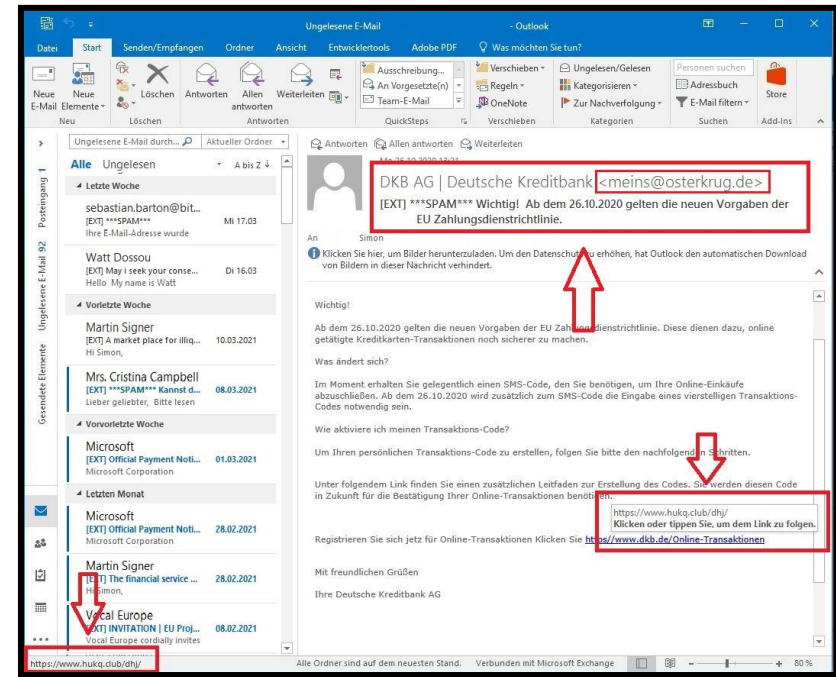 Ungelesene E-Mail - Outlook
Datei Start Senden/Empfangen Ordner Ansicht Entwicklertools Adobe PDF Was möchten Sie tun?
Neue E-Mail
Neue Elemente
Löschen
Antworten
Allen antworten
Weiterleiten
Ausschreibung...
An Vorgesetzte(n)
Team-E-Mail
Verschieben
Regeln
OneNote
Ungelesen/Gelesen
Kategorisieren
Zur Nachverfolgung
Personen suchen
Adressbuch
E-Mail filtern
Store
Neu Löschen Antworten QuickSteps Verschieben Kategorien Suchen Add-Ins
Posteingang 1
Ungelesene E-Mail 92
Gesendete Elemente
Ungelesene E-Mail durch... Aktueller Ordner
Alle Ungelesen A bis Z
Letzte Woche
sebastian.barton@bit...
[EXT] ***SPAM*** Mi 17.03
Ihre E-Mail-Adresse wurde
Watt Dossou
[EXT] May i seek your conse... Di 16.03
Hello My name is Watt
Vorletzte Woche
Martin Signer
[EXT] A market place for illiq... 10.03.2021
Hi Simon,
Mrs. Cristina Campbell
[EXT] ***SPAM*** Kannst d... 08.03.2021
Lieber geliebter, Bitte lesen
Vorvorletzte Woche
Microsoft
[EXT] Official Payment Noti... 01.03.2021
Microsoft Corporation
Letzten Monat
Microsoft
[EXT] Official Payment Noti... 28.02.2021
Microsoft Corporation
Martin Signer
[EXT] The financial service ... 28.02.2021
Hi Simon,
Vocal Europe
[EXT] INVITATION | EU Proj... 08.02.2021
Vocal Europe cordially invites
https://www.hukq.club/dhj/
Antworten Allen antworten Weiterleiten
Mo 26.10.2020
DKB AG | Deutsche Kreditbank <meins@osterkrug.de>
[EXT] ***SPAM*** Wichtig! Ab dem 26.10.2020 gelten die neuen Vorgaben der
EU Zahlungsdienstrichtlinie.
An Simon
Klicken Sie hier, um Bilder herunterzuladen. Um den Datenschutz zu erhöhen, hat Outlook den automatischen Download
von Bildern in dieser Nachricht verhindert.
Wichtig!
Ab dem 26.10.2020 gelten die neuen Vorgaben der EU Zahlungsdienstrichtlinie. Diese dienen dazu, online
getätigte Kreditkarten-Transaktionen noch sicherer zu machen.
Was ändert sich?
Im Moment erhalten Sie gelegentlich einen SMS-Code, den Sie benötigen, um Ihre Online-Einkäufe
abzuschließen. Ab dem 26.10.2020 wird zusätzlich zum SMS-Code die Eingabe eines vierstelligen Transaktions-
Codes notwendig sein.
Wie aktiviere ich meinen Transaktions-Code?
Um Ihren persönlichen Transaktions-Code zu erstellen, folgen Sie bitte den nachfolgenden Schritten.
Unter folgendem Link finden Sie einen zusätzlichen Leitfaden zur Erstellung des Codes. Sie werden diesen Code
in Zukunft für die Bestätigung Ihrer Online-Transaktionen benötigen.
https://www.hukq.club/dhj/
Klicken oder tippen Sie, um dem Link zu folgen.
Registrieren Sie sich jetz für Online-Transaktionen Klicken Sie https//www.dkb.de/Online-Transaktionen
Mit freundlichen Grüßen
Ihre Deutsche Kreditbank AG
Alle Ordner sind auf dem neuesten Stand. Verbunden mit Microsoft Exchange 80 %